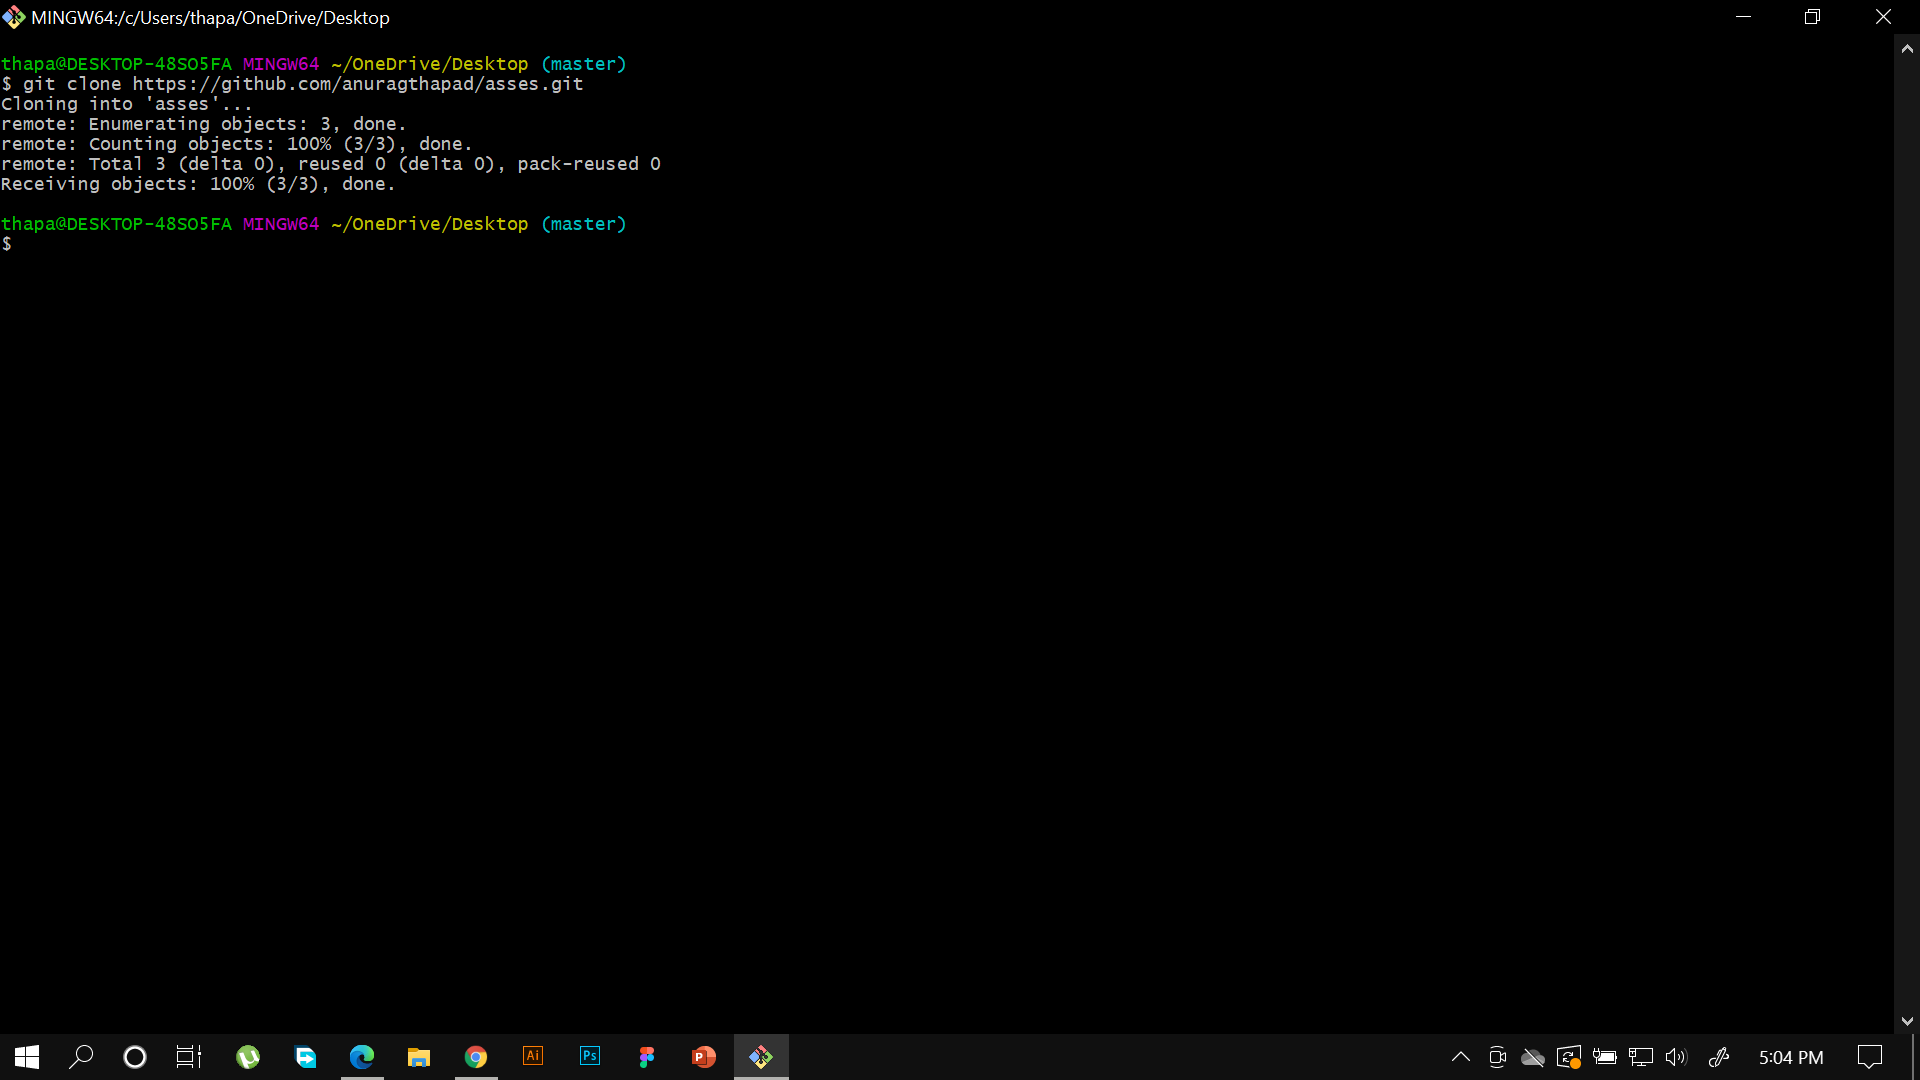 MINGW64:/c/Users/thapa/OneDrive/Desktop
thapa@DESKTOP-48SO5FA MINGW64 ~/OneDrive/Desktop (master)
$ git clone https://github.com/anuragthapad/asses.git
Cloning into 'asses'...
remote: Enumerating objects: 3, done.
remote: Counting objects: 100% (3/3), done.
remote: Total 3 (delta 0), reused 0 (delta 0), pack-reused 0
Receiving objects: 100% (3/3), done.
thapa@DESKTOP-48SO5FA MINGW64 ~/OneDrive/Desktop (master)
$
Ai
Ps
P
5:04 PM